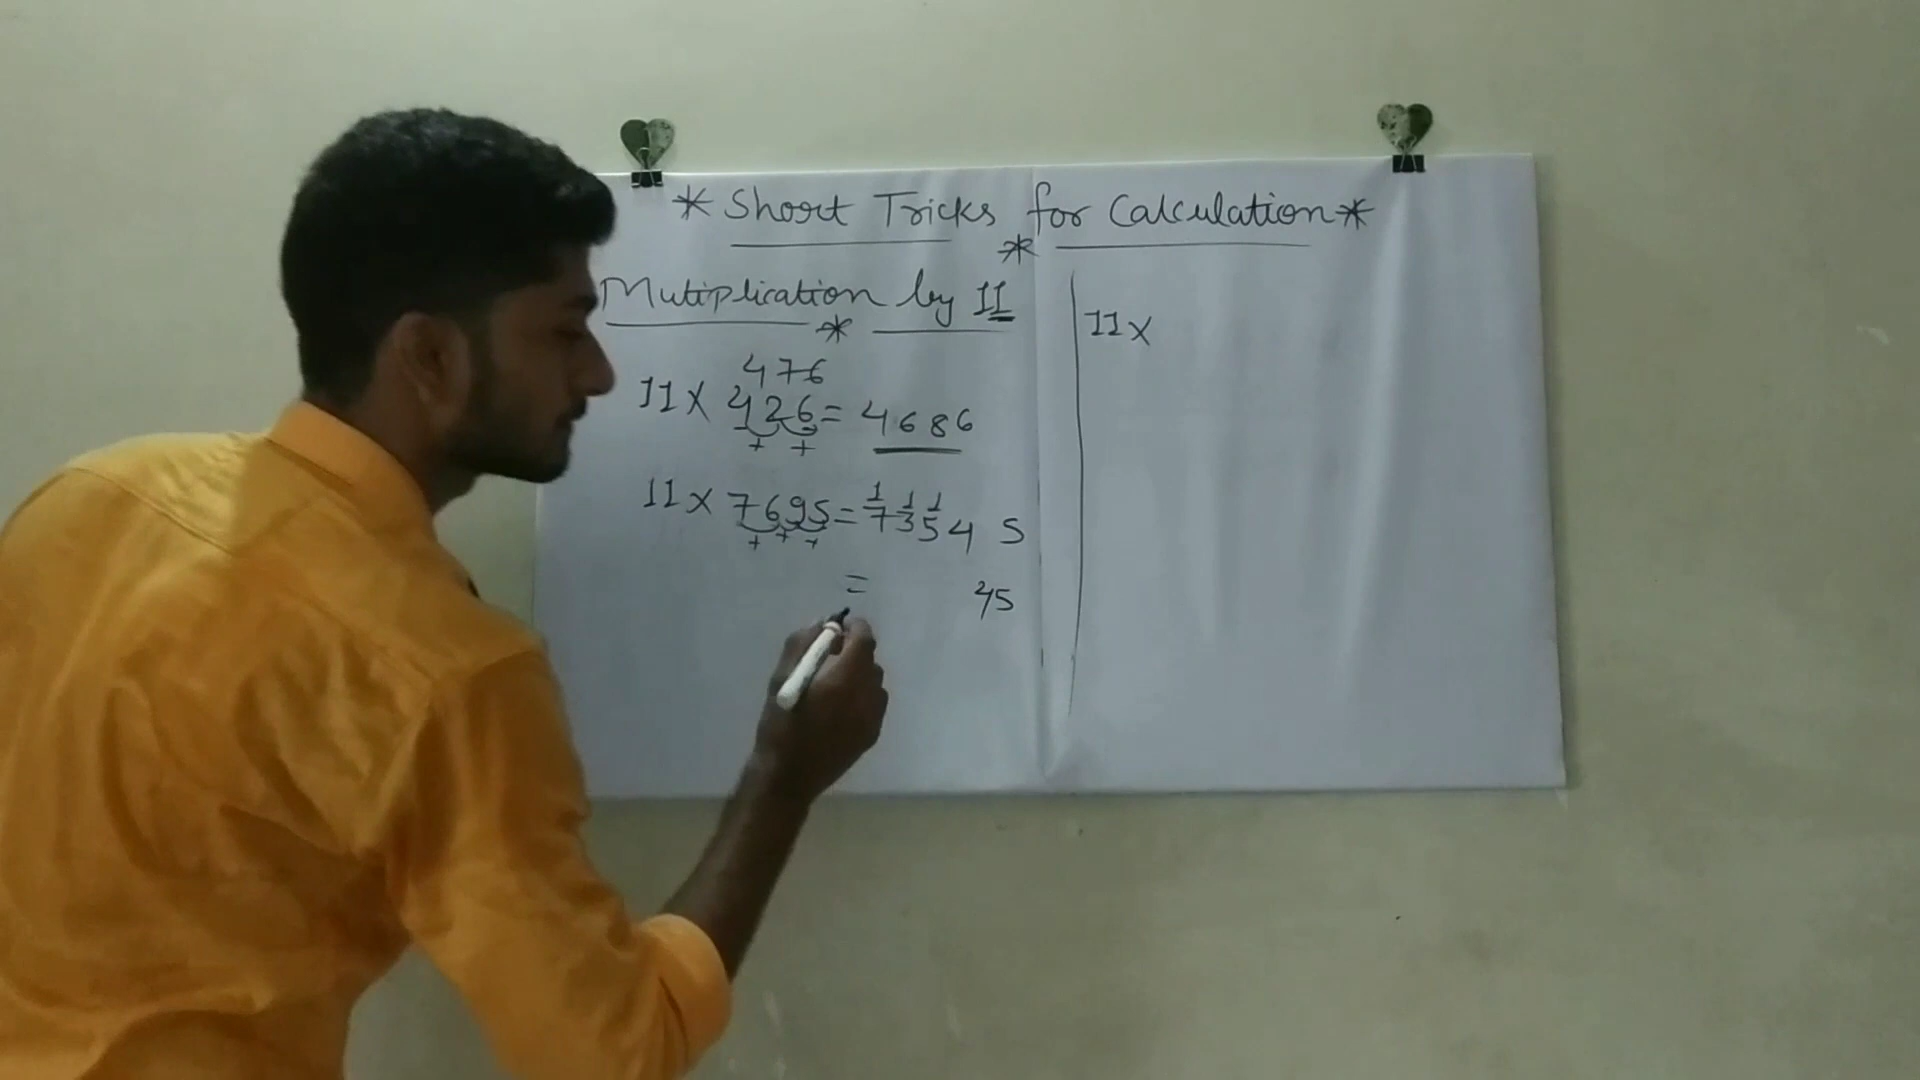 * Short Tricks for Calculation *
*
Mutiplication by 11
*
476
11 X 426 = 4686
+ +
11 X 7695 = 7 3 5 4 5
1 1 1
+ + +
= 45
11 X